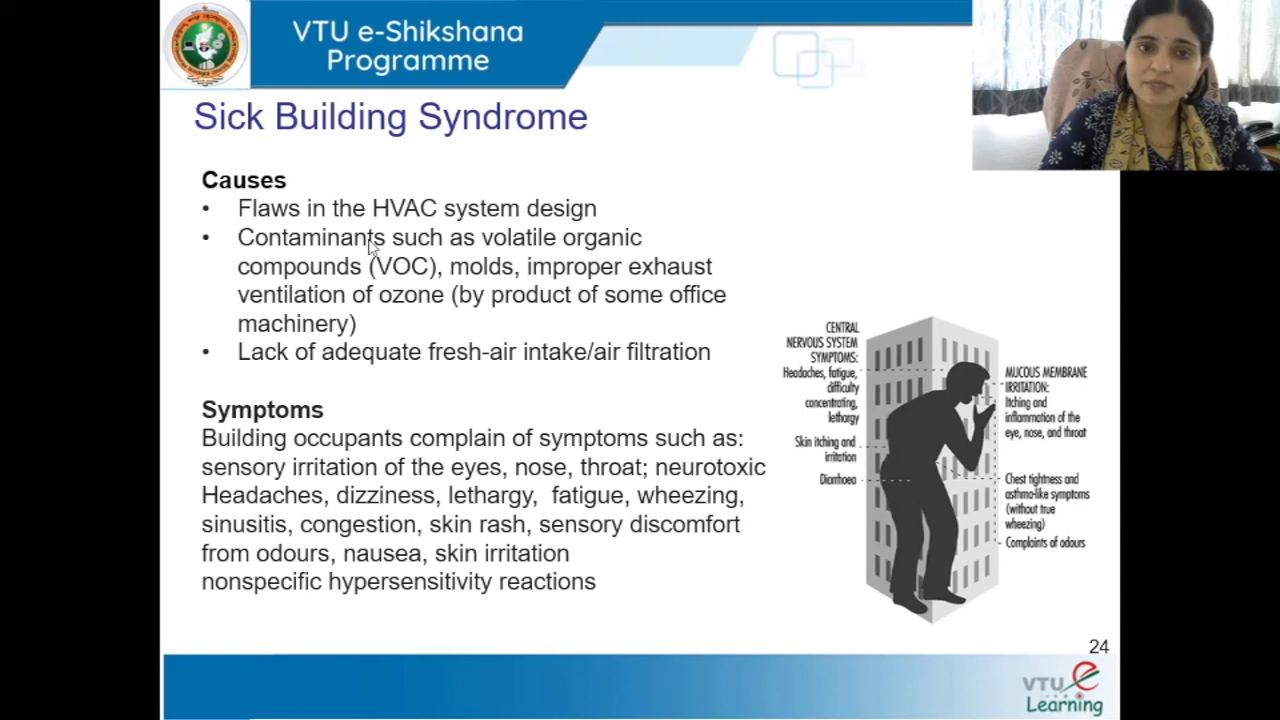 VTU e-Shikshana
Programme
Sick Building Syndrome
Causes
• Flaws in the HVAC system design
• Contaminants such as volatile organic
compounds (VOC), molds, improper exhaust
ventilation of ozone (by product of some office
machinery)
• Lack of adequate fresh-air intake/air filtration
Symptoms
Building occupants complain of symptoms such as:
sensory irritation of the eyes, nose, throat; neurotoxic
Headaches, dizziness, lethargy, fatigue, wheezing,
sinusitis, congestion, skin rash, sensory discomfort
from odours, nausea, skin irritation
nonspecific hypersensitivity reactions
CENTRAL
NERVOUS SYSTEM
SYMPTOMS:
Headaches, fatigue,
difficulty
concentrating,
lethargy
Skin itching and
irritation
Diarrhoea
MUCOUS MEMBRANE
IRRITATION:
Itching and
inflammation of the
eye, nose, and throat
Chest tightness and
asthma-like symptoms
(without true
wheezing)
Complaints of odours
24
VTU e
Learning